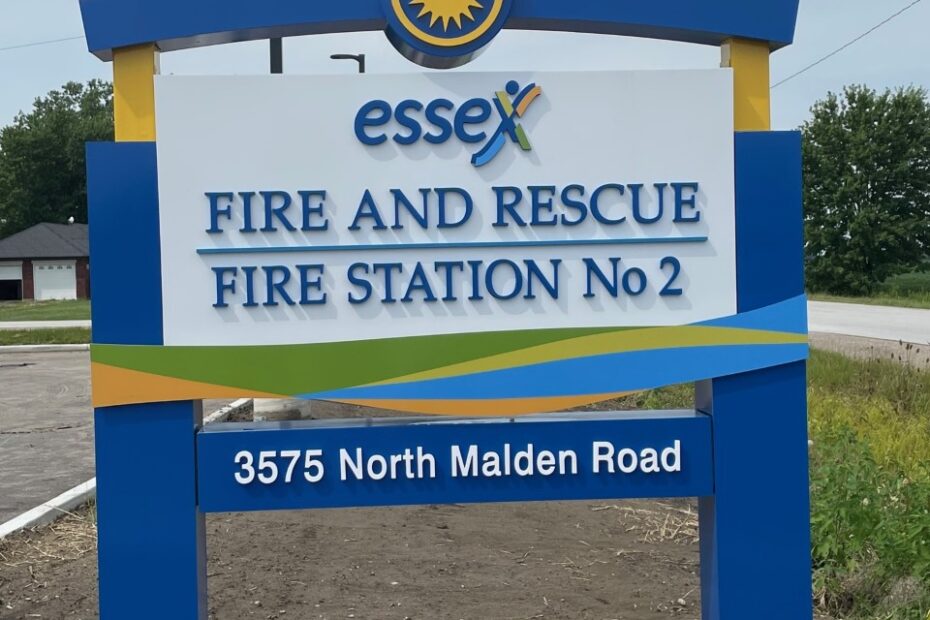 essex
FIRE AND RESCUE
FIRE STATION No 2
3575 North Malden Road